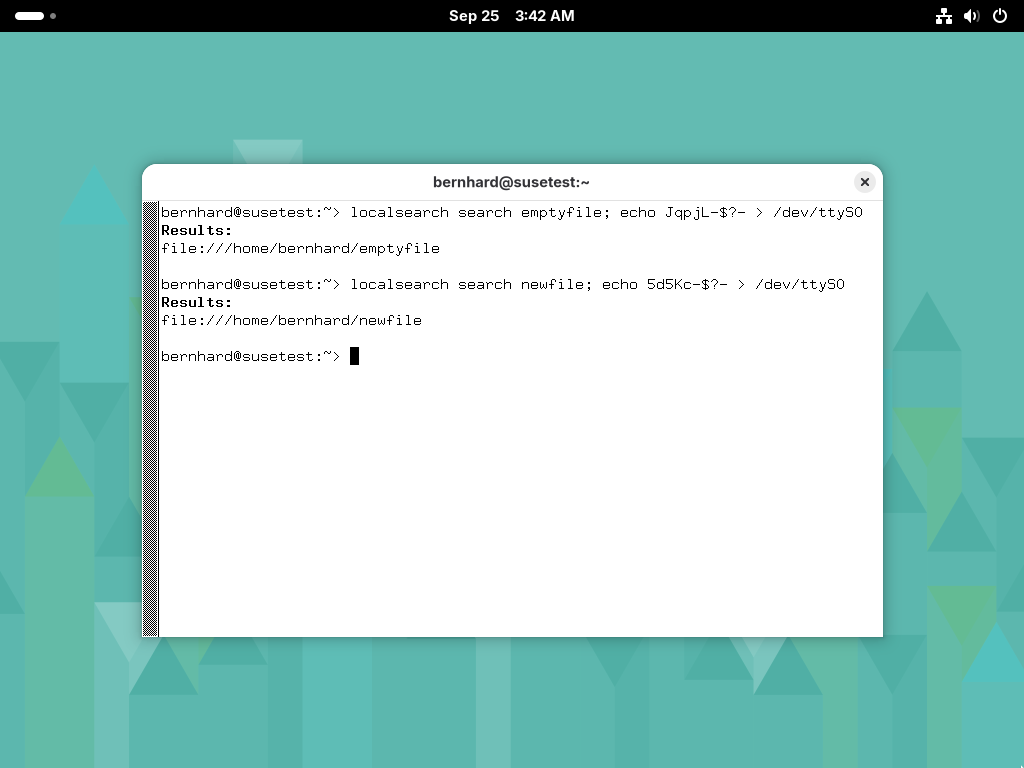 Sep 25 3:42 AM
bernhard@susetest:~
bernhard@susetest:~> localsearch search emptyfile; echo JqpjL-$?- > /dev/ttyS0
Results:
file:///home/bernhard/emptyfile
bernhard@susetest:~> localsearch search newfile; echo 5d5Kc-$?- > /dev/ttyS0
Results:
file:///home/bernhard/newfile
bernhard@susetest:~>